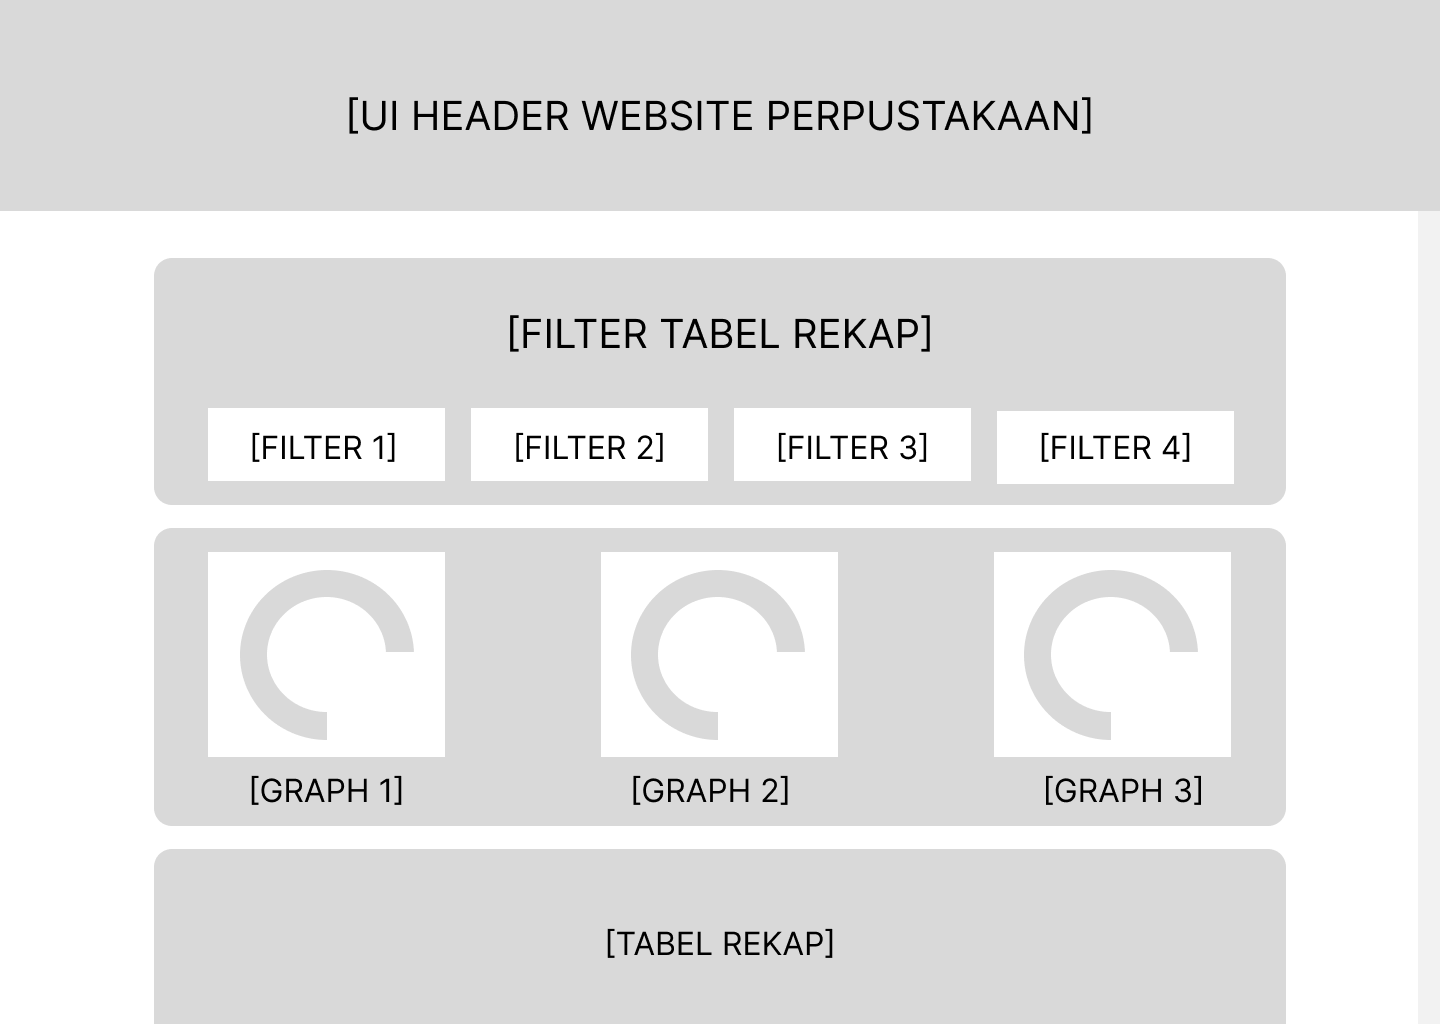 [UI HEADER WEBSITE PERPUSTAKAAN]
[FILTER TABEL REKAP]
[FILTER 1] [FILTER 2] [FILTER 3] [FILTER 4]
[GRAPH 1] [GRAPH 2] [GRAPH 3]
[TABEL REKAP]